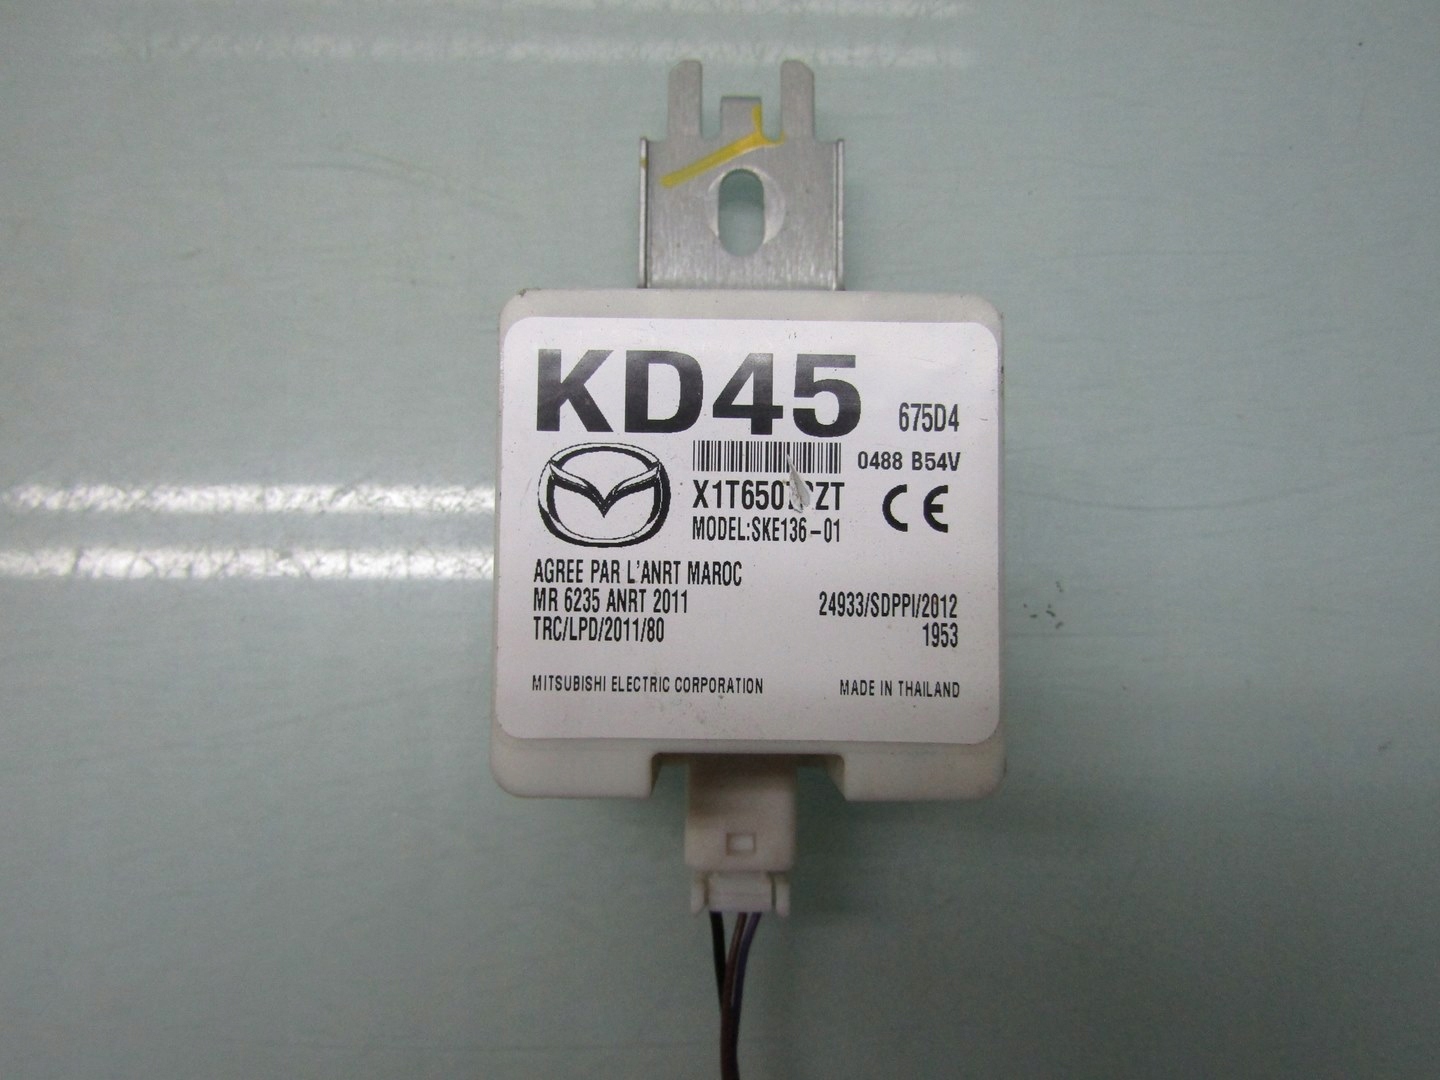 KD45
675D4
0488 B54V
MODEL:SKE136-01
AGREE PAR L'ANRT MAROC
MR 6235 ANRT 2011
24933/SDPPI/2012
TRC/LPD/2011/80
1953
MITSUBISHI ELECTRIC CORPORATION
MADE IN THAILAND
CE